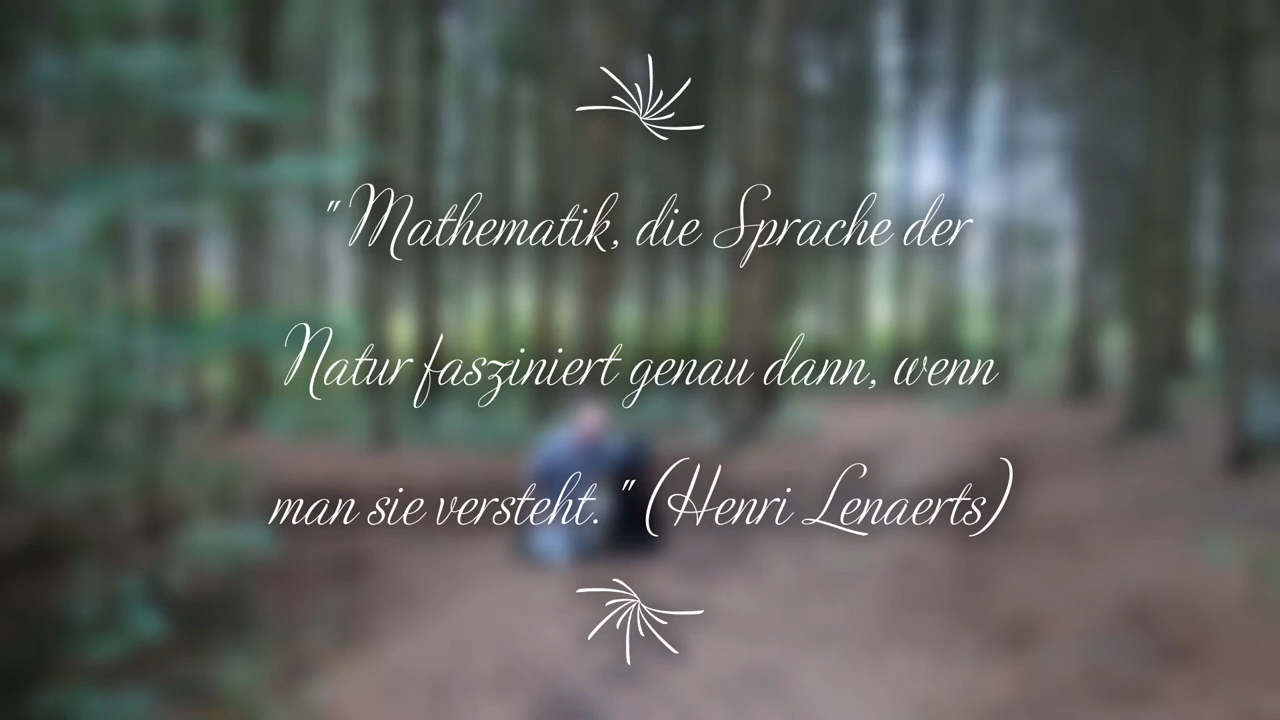 "Mathematik, die Sprache der
Natur fasziniert genau dann, wenn
man sie versteht." (Henri Lenaerts)